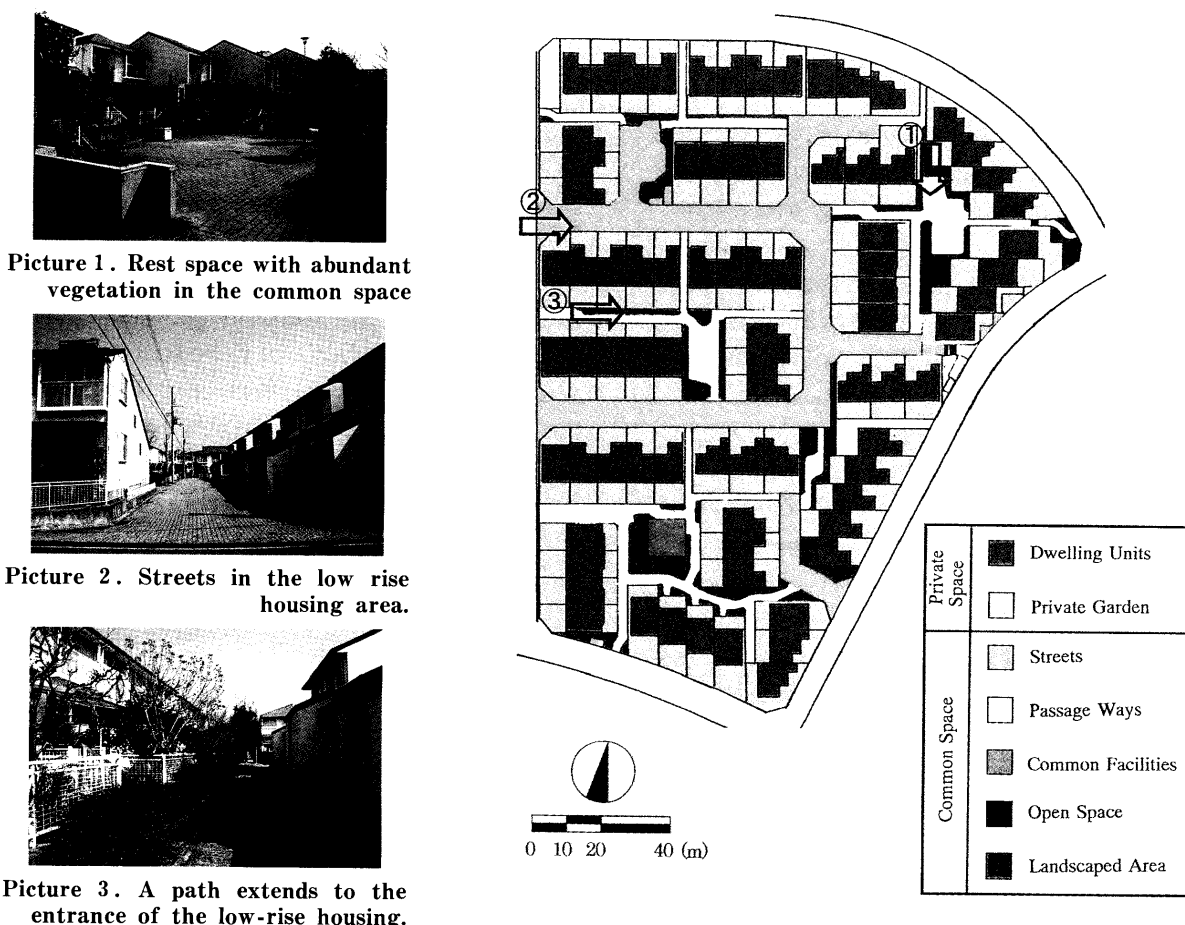 Picture 1. Rest space with abundant
vegetation in the common space
Picture 2. Streets in the low rise
housing area.
Picture 3. A path extends to the
entrance of the low-rise housing.
①
②
③
0 10 20 40 (m)
Private
Space
Dwelling Units
Private Garden
Common Space
Streets
Passage Ways
Common Facilities
Open Space
Landscaped Area